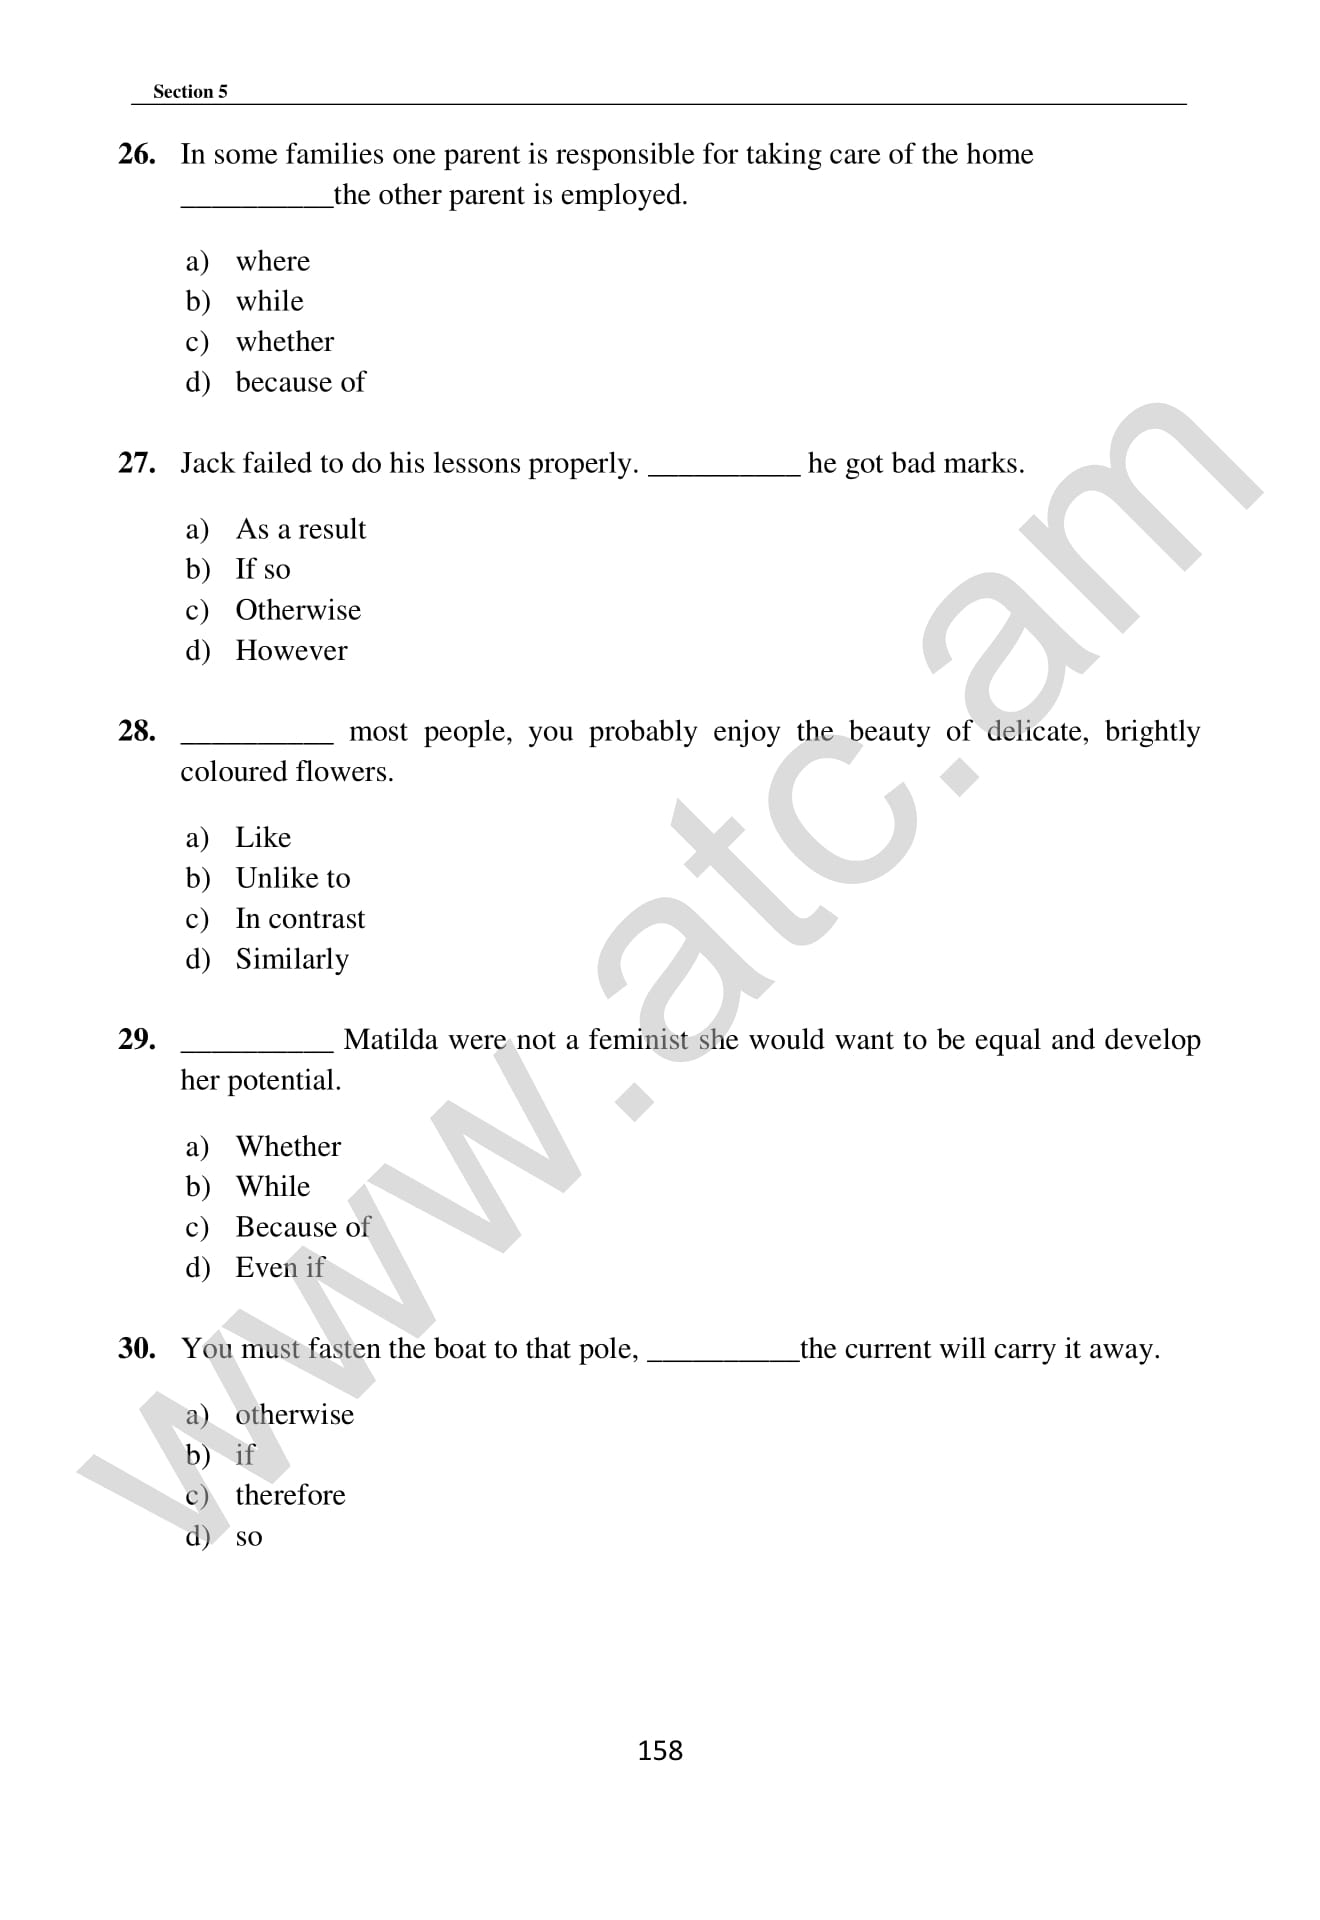 Section 5
26. In some families one parent is responsible for taking care of the home
__________the other parent is employed.
a) where
b) while
c) whether
d) because of
27. Jack failed to do his lessons properly. __________ he got bad marks.
a) As a result
b) If so
c) Otherwise
d) However
28. __________ most people, you probably enjoy the beauty of delicate, brightly
coloured flowers.
a) Like
b) Unlike to
c) In contrast
d) Similarly
29. __________ Matilda were not a feminist she would want to be equal and develop
her potential.
a) Whether
b) While
c) Because of
d) Even if
30. You must fasten the boat to that pole, __________the current will carry it away.
a) otherwise
b) if
c) therefore
d) so
www.atc.am
158